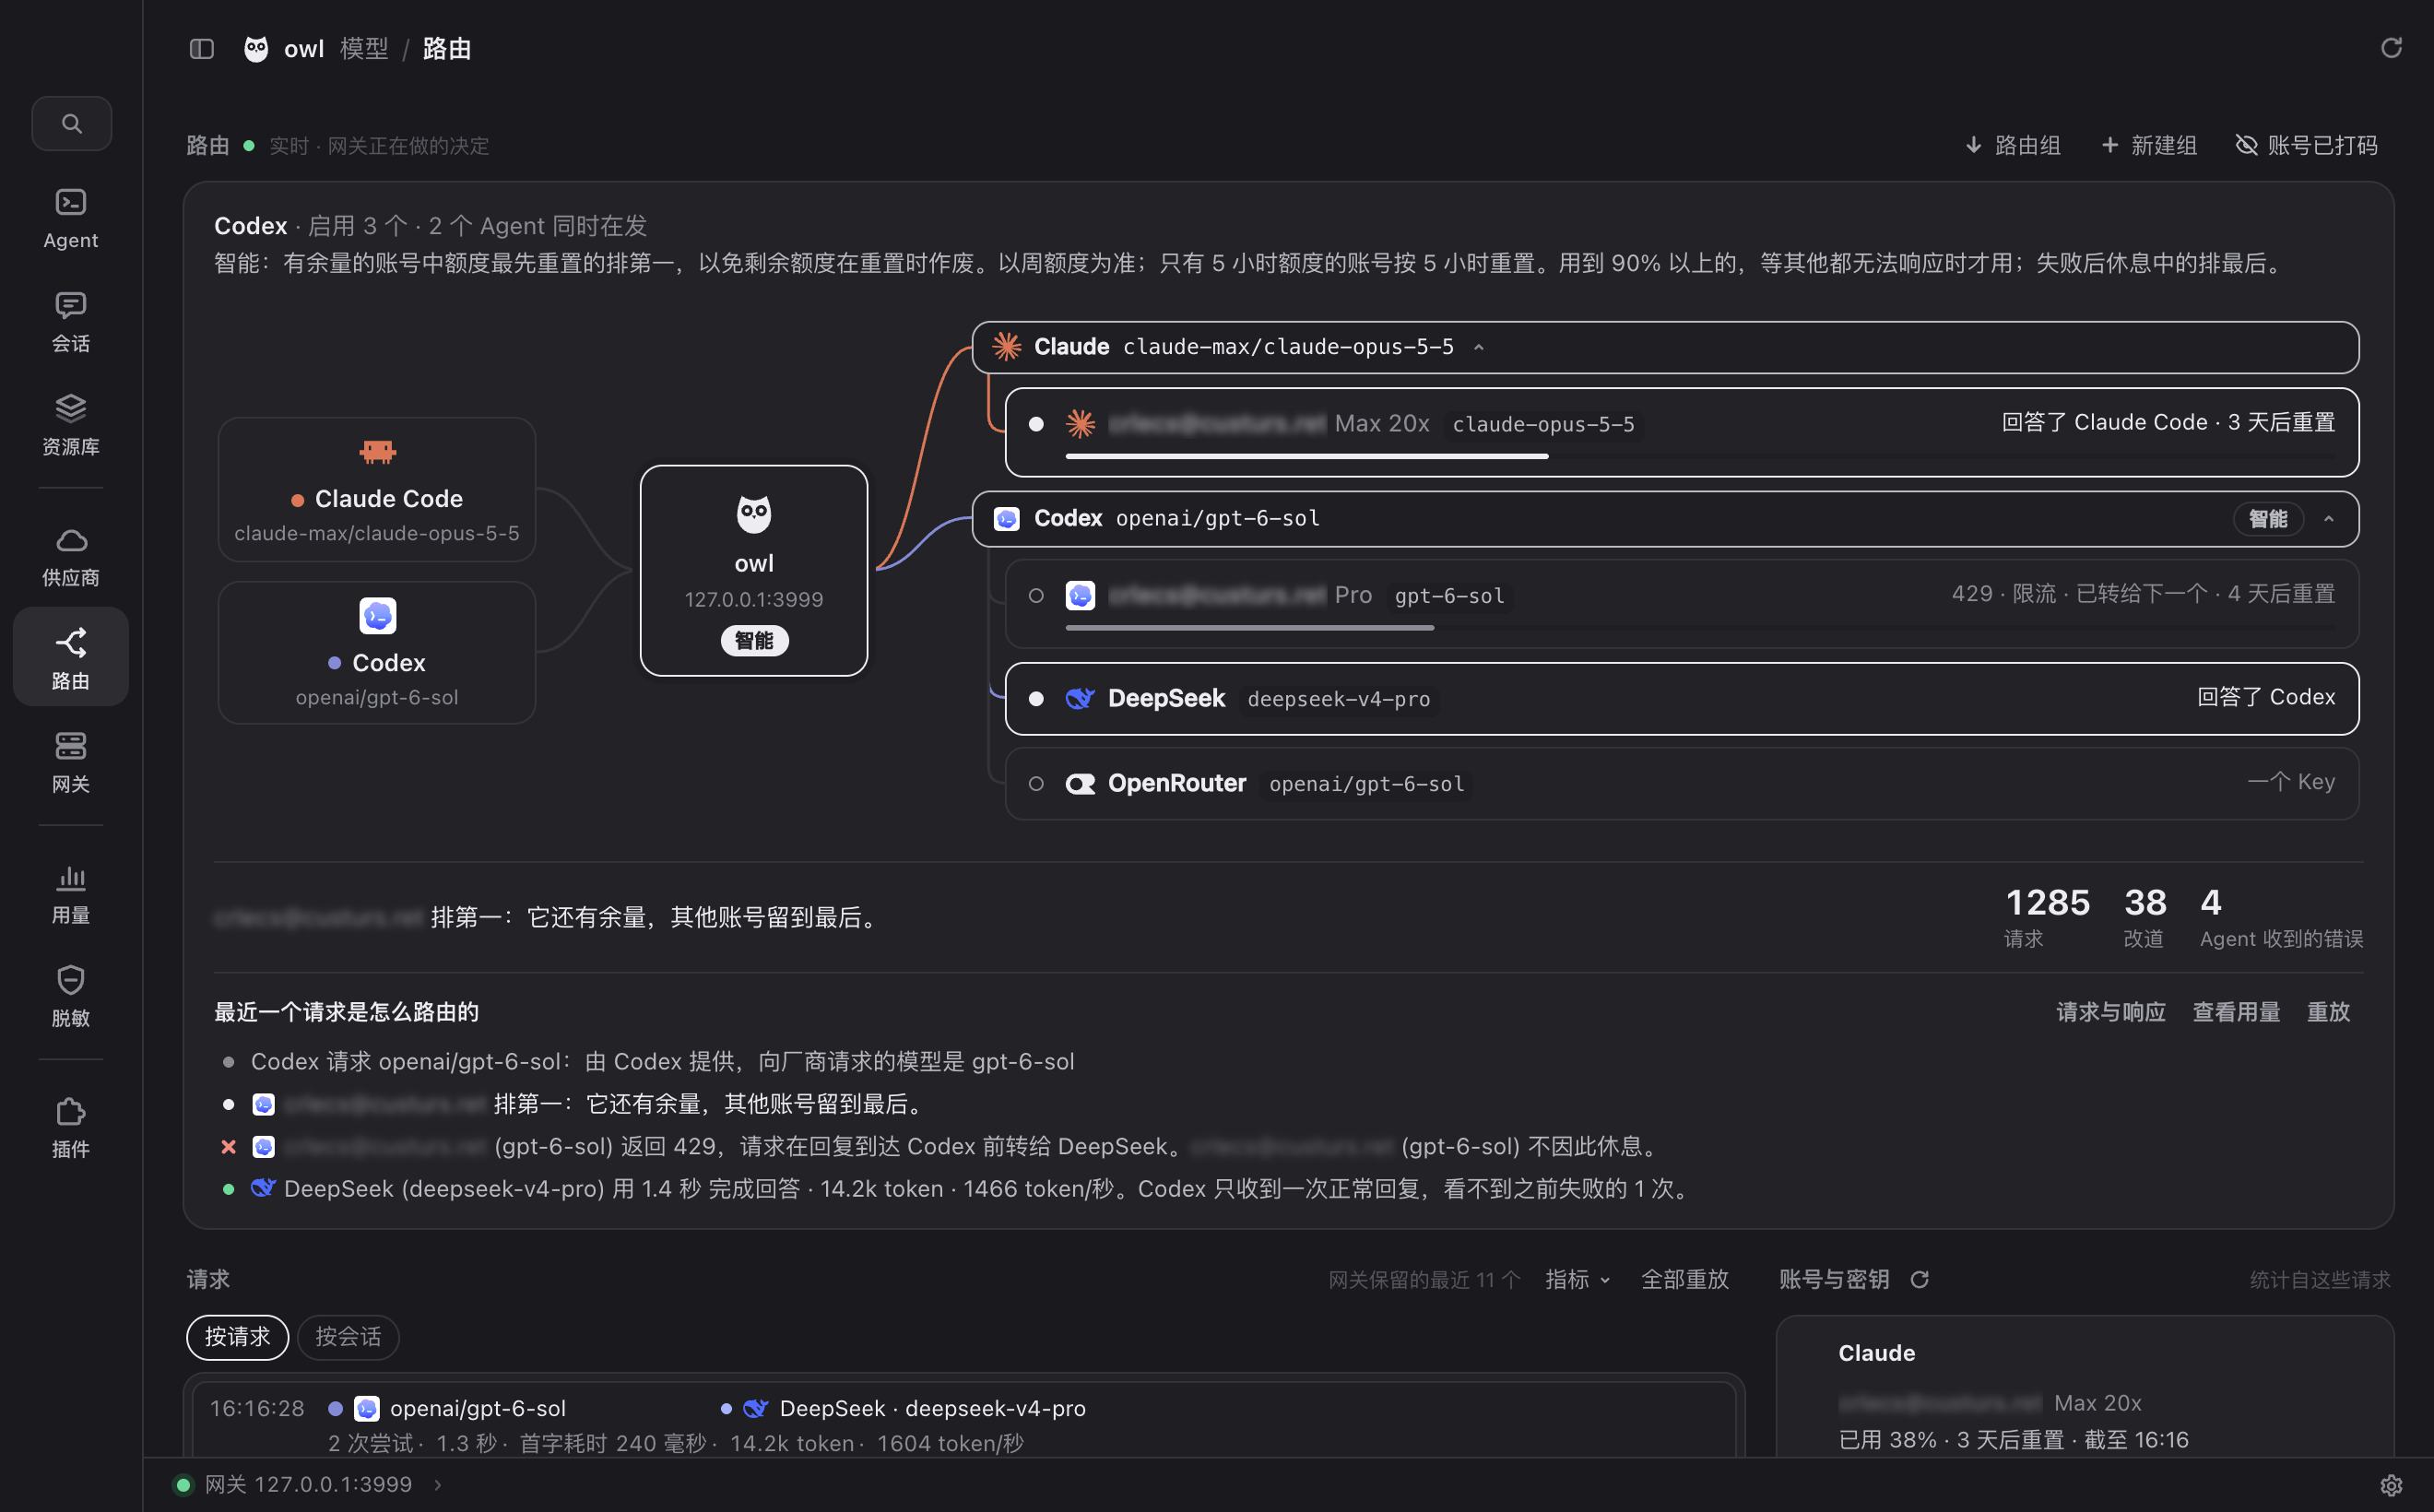 owl 模型 / 路由
Agent
会话
资源库
供应商
路由
网关
用量
脱敏
插件
路由 实时 · 网关正在做的决定
路由组 新建组 账号已打码
Codex · 启用 3 个 · 2 个 Agent 同时在发
智能：有余量的账号中额度最先重置的排第一，以免剩余额度在重置时作废。以周额度为准；只有 5 小时额度的账号按 5 小时重置。用到 90% 以上的，等其他都无法响应时才用；失败后休息中的排最后。
Claude Code
claude-max/claude-opus-5-5
Codex
openai/gpt-6-sol
owl
127.0.0.1:3999
智能
Claude claude-max/claude-opus-5-5
Max 20x claude-opus-5-5 回答了 Claude Code · 3 天后重置
Codex openai/gpt-6-sol 智能
Pro gpt-6-sol 429 · 限流 · 已转给下一个 · 4 天后重置
DeepSeek deepseek-v4-pro 回答了 Codex
OpenRouter openai/gpt-6-sol 一个 Key
排第一：它还有余量，其他账号留到最后。
1285 38 4
请求 改道 Agent 收到的错误
最近一个请求是怎么路由的 请求与响应 查看用量 重放
Codex 请求 openai/gpt-6-sol：由 Codex 提供，向厂商请求的模型是 gpt-6-sol
排第一：它还有余量，其他账号留到最后。
(gpt-6-sol) 返回 429，请求在回复到达 Codex 前转给 DeepSeek。 (gpt-6-sol) 不因此休息。
DeepSeek (deepseek-v4-pro) 用 1.4 秒 完成回答 · 14.2k token · 1466 token/秒。Codex 只收到一次正常回复，看不到之前失败的 1 次。
请求 网关保留的最近 11 个 指标 全部重放
按请求 按会话
16:16:28 openai/gpt-6-sol DeepSeek · deepseek-v4-pro
2 次尝试 · 1.3 秒 · 首字耗时 240 毫秒 · 14.2k token · 1604 token/秒
账号与密钥 统计自这些请求
Claude
Max 20x
已用 38% · 3 天后重置 · 截至 16:16
网关 127.0.0.1:3999